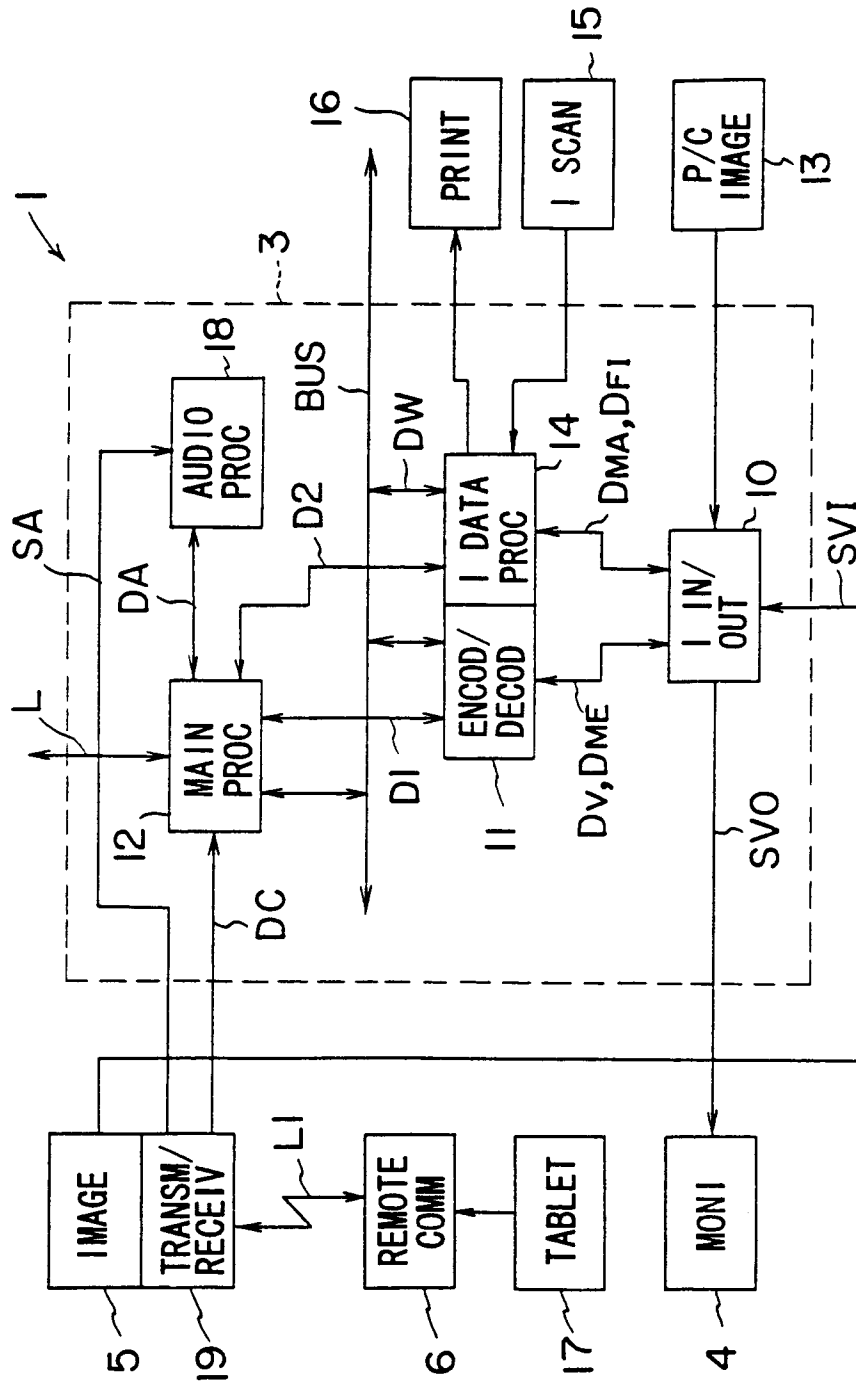 1
3
5
IMAGE
TRANSM/
RECEIV
19
L1
REMOTE
COMM
6
TABLET
17
MONI
4
SA
L
DA
AUDIO
PROC
18
MAIN
PROC
12
DC
D2
D1
BUS
DW
ENCOD/
DECOD
11
I DATA
PROC
14
DV,DME
DMA,DFI
I IN/
OUT
10
SVO
SVI
PRINT
16
I SCAN
15
P/C
IMAGE
13